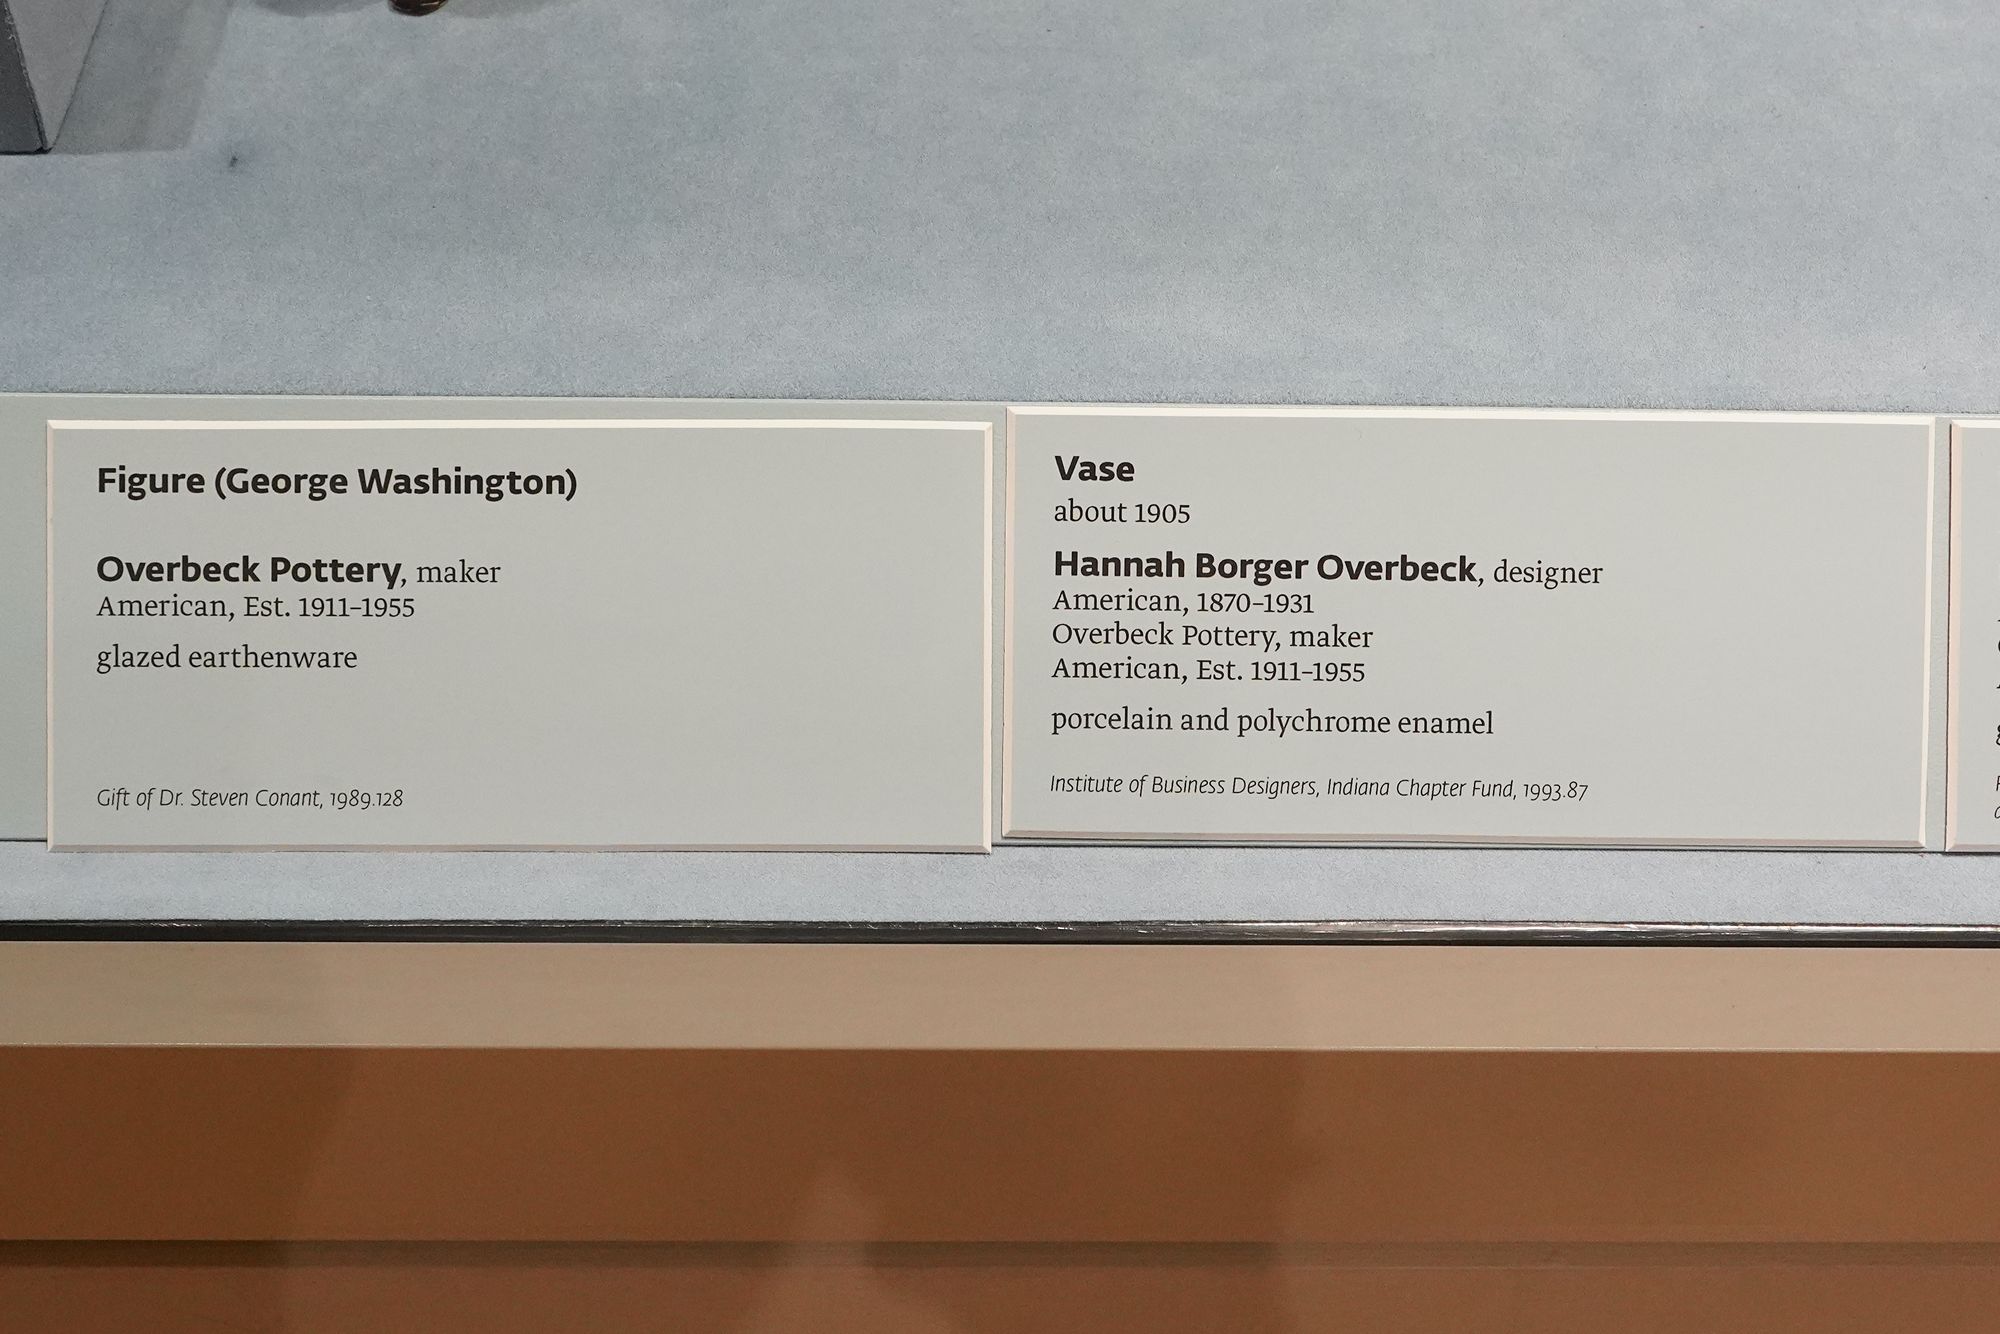 Figure (George Washington)
Overbeck Pottery, maker
American, Est. 1911–1955
glazed earthenware
Gift of Dr. Steven Conant, 1989.128
Vase
about 1905
Hannah Borger Overbeck, designer
American, 1870–1931
Overbeck Pottery, maker
American, Est. 1911–1955
porcelain and polychrome enamel
Institute of Business Designers, Indiana Chapter Fund, 1993.87